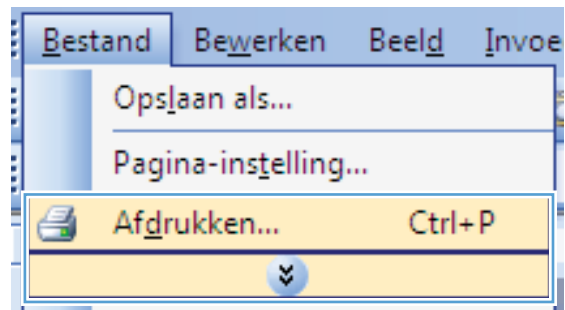 Bestand Bewerken Beeld Invoe
Opslaan als...
Pagina-instelling...
Afdrukken... Ctrl+P